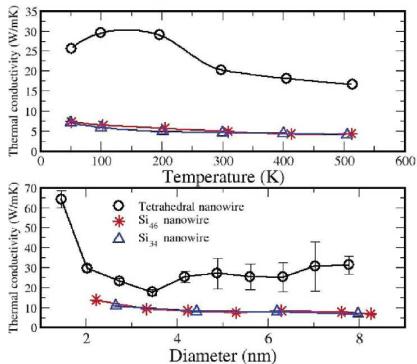 Thermal conductivity (W/mK)
35
30
25
20
15
10
5
0
0 100 200 300 400 500 600
Temperature (K)
Thermal conductivity (W/mK)
70
60
50
40
30
20
10
0
Tetrahedral nanowire
Si46 nanowire
Si34 nanowire
2 4 6 8
Diameter (nm)